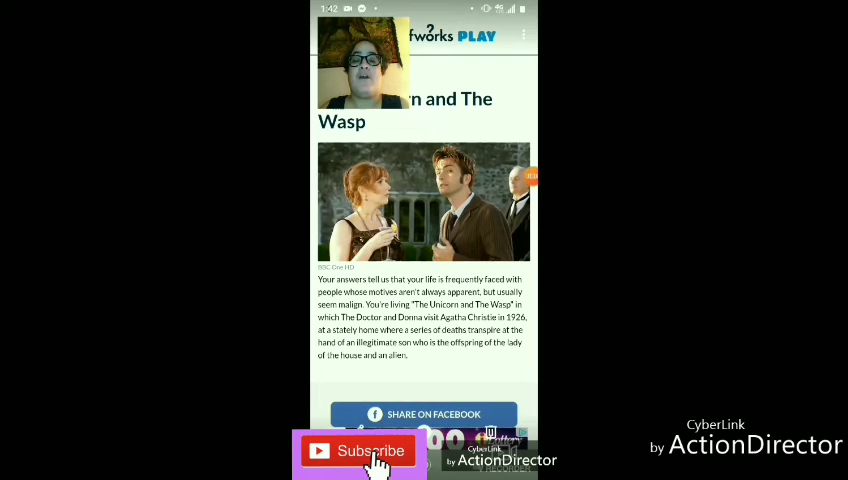 1:42
4G
fworks PLAY
n and The
Wasp
BBC One HD
Your answers tell us that your life is frequently faced with
people whose motives aren't always apparent, but usually
seem malign. You're living "The Unicorn and The Wasp" in
which The Doctor and Donna visit Agatha Christie in 1926,
at a stately home where a series of deaths transpire at the
hand of an illegitimate son who is the offspring of the lady
of the house and an alien.
SHARE ON FACEBOOK
Subscribe
CyberLink
by ActionDirector
RECORDER
CyberLink
by ActionDirector